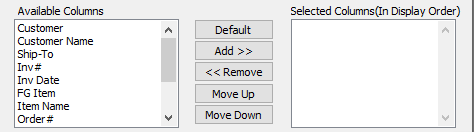 Available Columns
Selected Columns(In Display Order)
Customer
Customer Name
Ship-To
Inv#
Inv Date
FG Item
Item Name
Order#
Default
Add >>
<< Remove
Move Up
Move Down